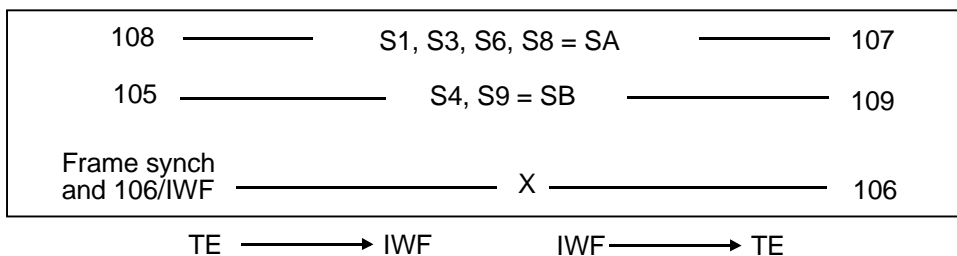 108 S1, S3, S6, S8 = SA 107
105 S4, S9 = SB 109
Frame synch
and 106/IWF X 106
TE IWF IWF TE